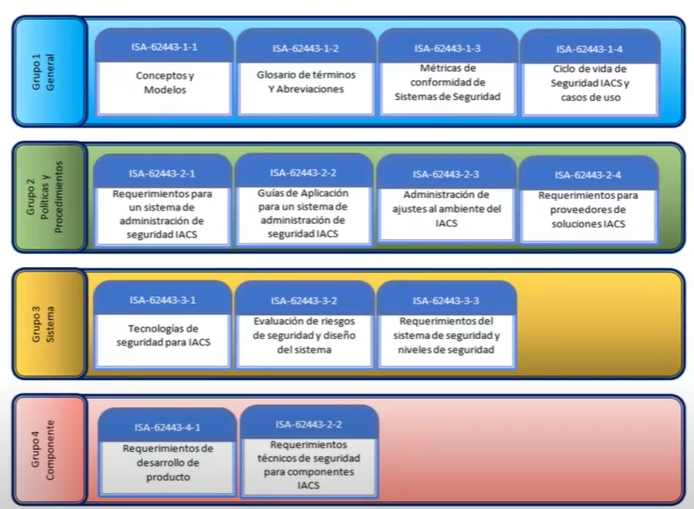 Grupo 1
General
ISA-62443-1-1
Conceptos y
Modelos
ISA-62443-1-2
Glosario de términos
Y Abreviaciones
ISA-62443-1-3
Métricas de
conformidad de
Sistemas de Seguridad
ISA-62443-1-4
Ciclo de vida de
Seguridad IACS y
casos de uso
Grupo 2
Políticas y
Procedimientos
ISA-62443-2-1
Requerimientos para
un sistema de
administración de
seguridad IACS
ISA-62443-2-2
Guías de Aplicación
para un sistema de
administración de
seguridad IACS
ISA-62443-2-3
Administración de
ajustes al ambiente del
IACS
ISA-62443-2-4
Requerimientos para
proveedores de
soluciones IACS
Grupo 3
Sistema
ISA-62443-3-1
Tecnologías de
seguridad para IACS
ISA-62443-3-2
Evaluación de riesgos
de seguridad y diseño
del sistema
ISA-62443-3-3
Requerimientos del
sistema de seguridad y
niveles de seguridad
Grupo 4
Componente
ISA-62443-4-1
Requerimientos de
desarrollo de
producto
ISA-62443-2-2
Requerimientos
técnicos de seguridad
para componentes
IACS